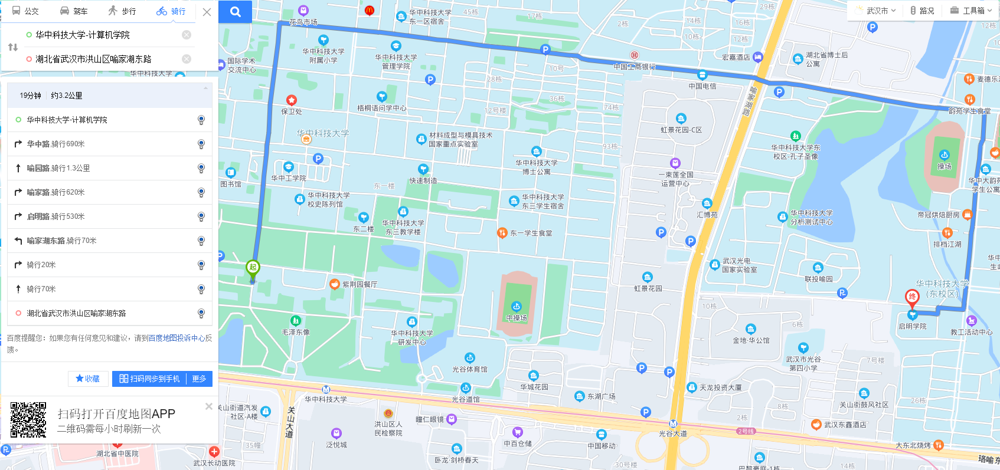 公交
驾车
步行
骑行
华中科技大学-计算机学院
湖北省武汉市洪山区喻家湖东路
19分钟 约3.2公里
华中科技大学-计算机学院
华中路,骑行690米
喻园路,骑行1.3公里
喻家路,骑行620米
启明路,骑行530米
喻家湖东路,骑行70米
骑行20米
骑行70米
湖北省武汉市洪山区喻家湖东路
百度提醒您：如果您有任何意见和建议，请到百度地图投诉中心反
馈。
收藏
扫码同步到手机
更多
扫码打开百度地图APP
二维码需每小时刷新一次
武汉市
路况
工具箱
花鸟市场
华中科技大学
东一区宿舍
45栋
17栋
2栋
14栋
16栋
29栋
12栋
国际学术
交流中心
华中科技大学
华中科技大学
附属小学
华中科技大学
管理学院
10号
中国工商银行
宏嘉酒店
湖北省博士后
公寓
麦德乐
28栋
中国电信
喻家湖路
保卫处
梧桐语问学中心
12号楼
36栋
74栋
韵苑学生食堂
华中科技大学
材料成型与模具技术
国家重点实验室
93栋
虹景花园-C区
华中科技大学东
校区-孔子圣像
操场
图书馆
华中工学院
快速制造
华中科技大学
博士公寓
一束莲全国
运营中心
华中大韵苑
学生公寓
东一楼
华中科技大学
校史陈列馆
华中科技大学
东三学生宿舍
汇博苑
华中科技大学
分析测试中心
帝冠烘焙厨房
东二楼
华中科技大学
东三教学楼
东一学生食堂
排档江湖
起
武汉光电
国家实验室
联投喻园
紫荆园餐厅
虹景花园
华中科技大学
(东校区)
终
毛泽东像
华中科技大学
研发中心
中操场
10栋
6栋
启明学院
教工活动中心
金地·华公馆
光谷体育馆
华城花园
武汉市光谷
第四小学
7号楼
华中科技大学
光谷道馆
东湖广场
天龙投资大厦
关山街鼓风社区
8栋
26栋
关山街道汽发
社区-A楼
关山大道
洪山区人
民检察院
瞳仁眼镜
2栋
武汉东鑫酒店
光谷大道
2号线
35幢
泛悦城
中百仓储
中国移动
大东北烧烤
湖北省中医院
武汉长动医院
卧龙·剑桥春天
30号楼
巴黎豪庭-1栋
14栋
珞喻东